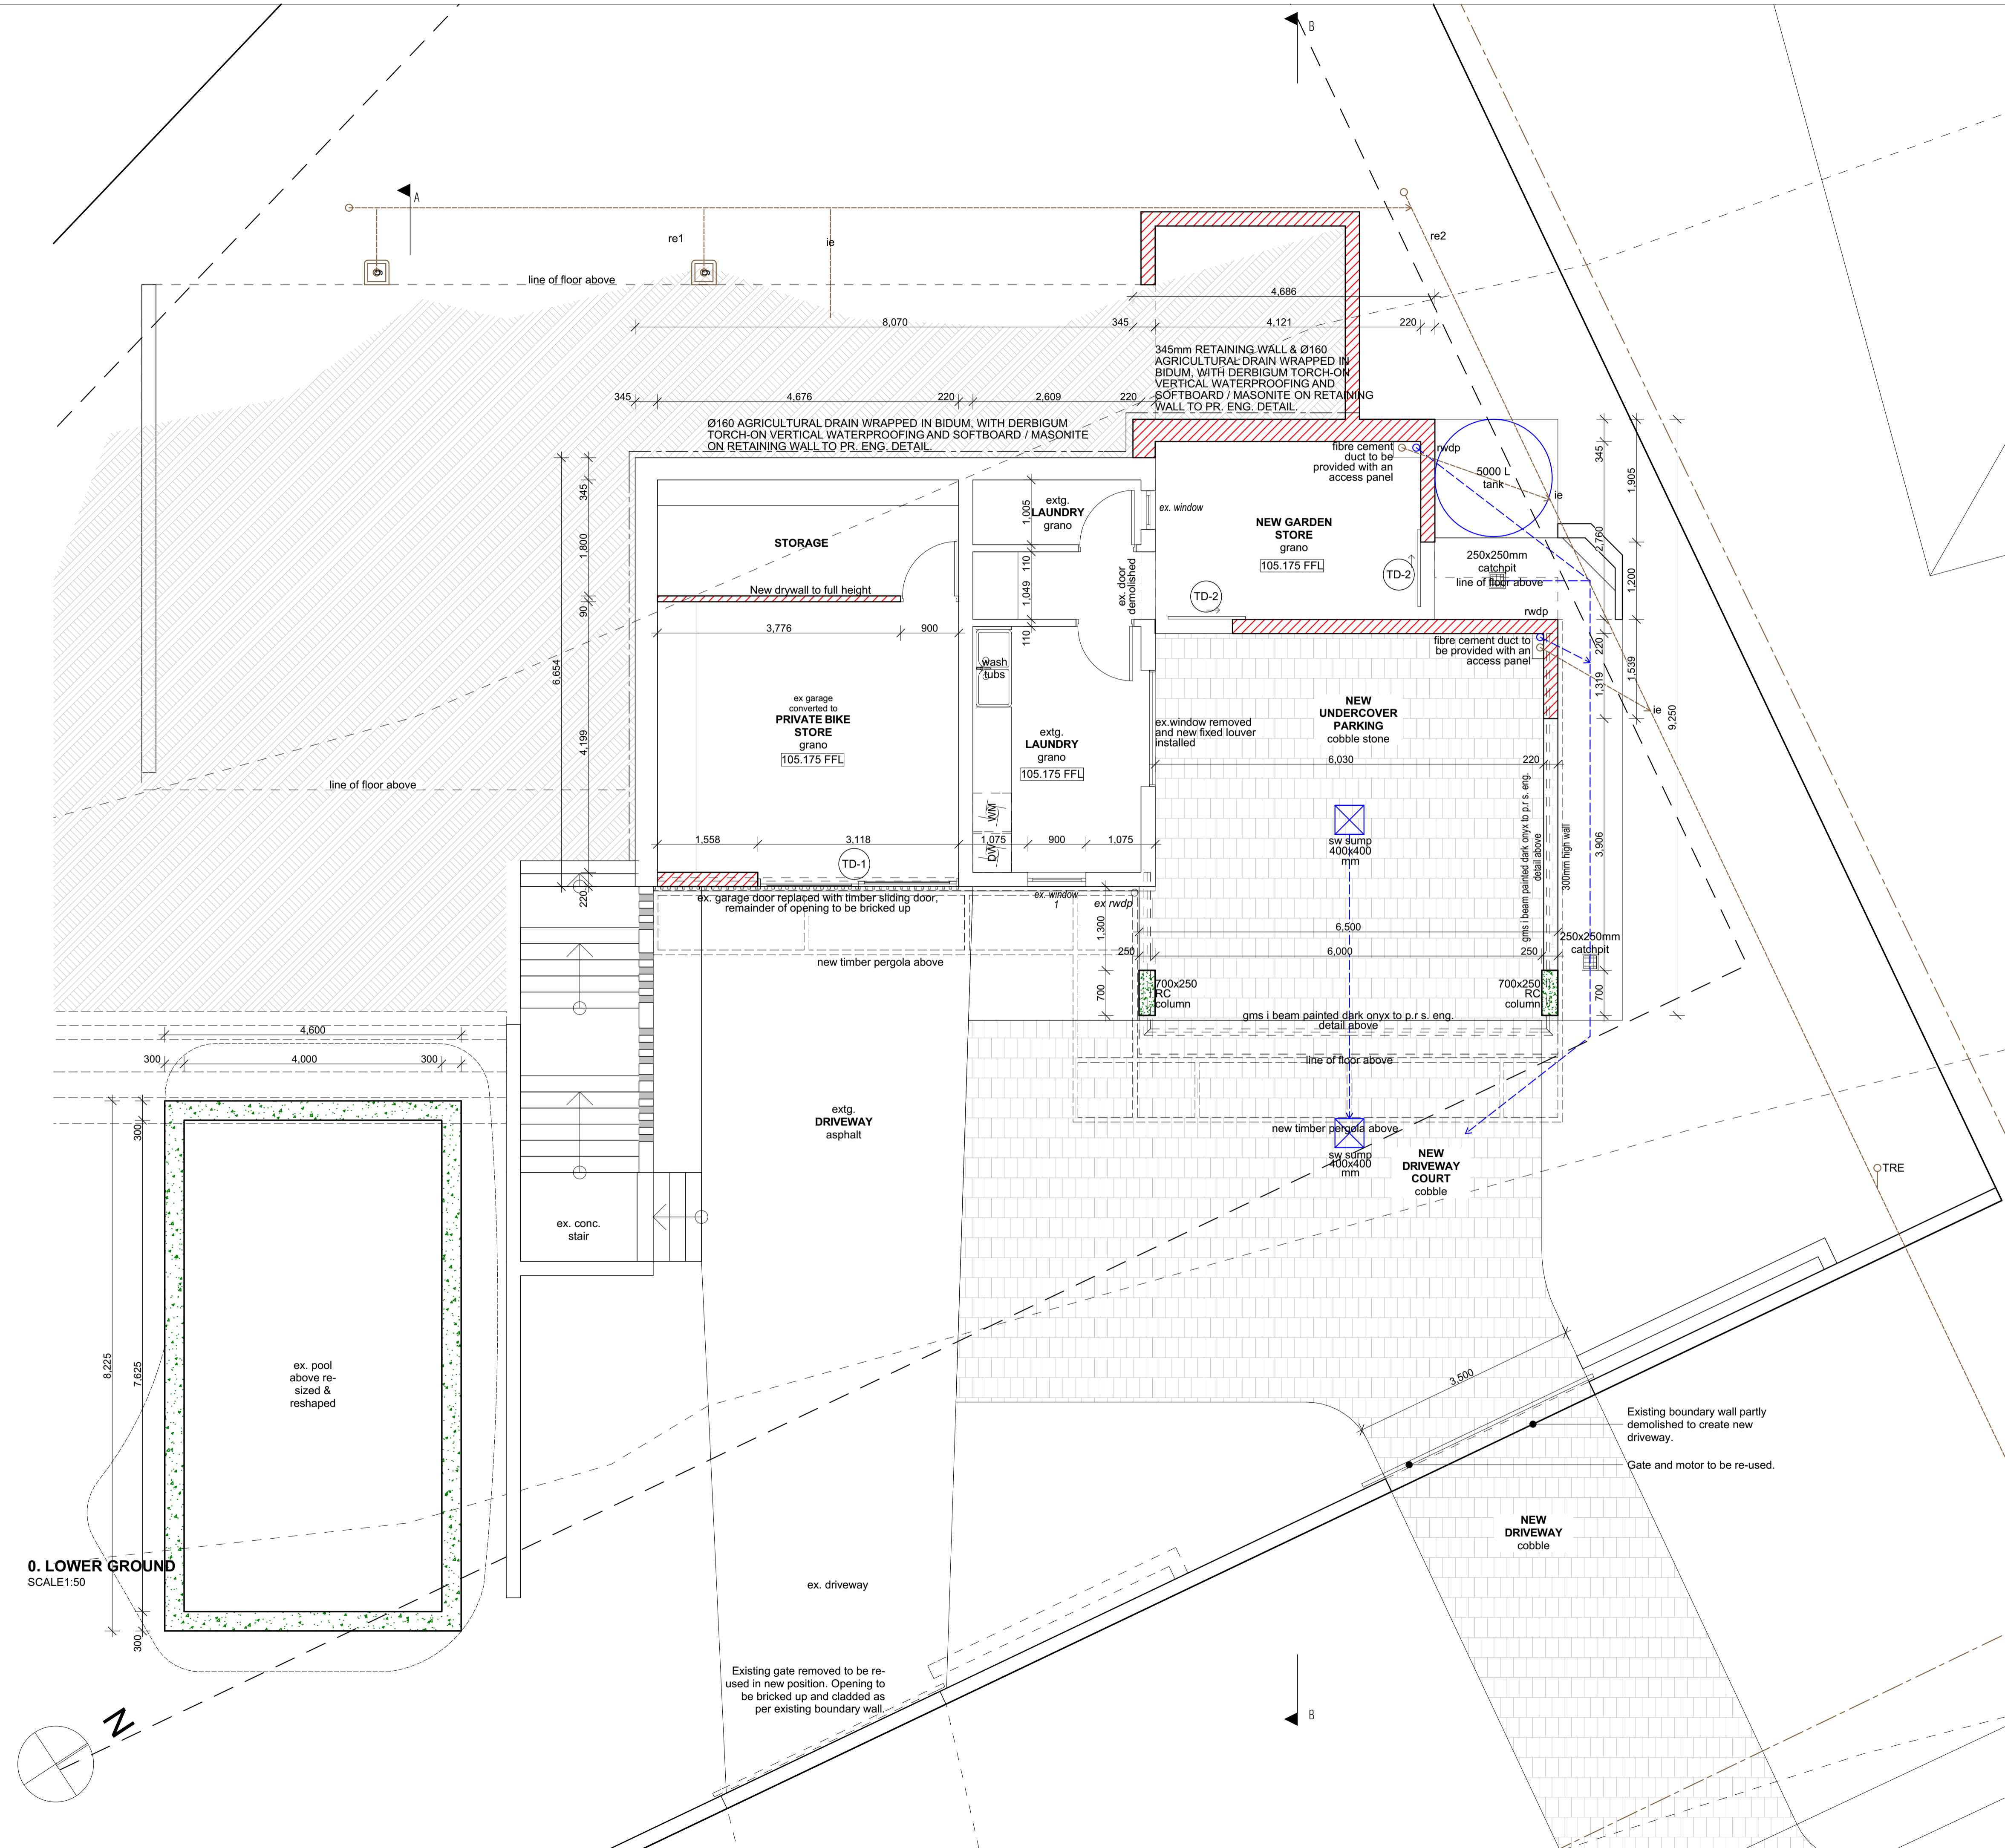 B
A
re1
ie
re2
line of floor above
4,686
8,070
345
4,121
220
345mm RETAINING WALL & Ø160
AGRICULTURAL DRAIN WRAPPED IN
BIDUM, WITH DERBIGUM TORCH-ON
VERTICAL WATERPROOFING AND
SOFTBOARD / MASONITE ON RETAINING
WALL TO PR. ENG. DETAIL.
345
4,676
220
2,609
220
Ø160 AGRICULTURAL DRAIN WRAPPED IN BIDUM, WITH DERBIGUM
TORCH-ON VERTICAL WATERPROOFING AND SOFTBOARD / MASONITE
ON RETAINING WALL TO PR. ENG. DETAIL.
fibre cement
duct to be
provided with an
access panel
rwdp
5000 L
tank
ie
345
1,905
345
1,005
extg.
LAUNDRY
grano
ex. window
NEW GARDEN
STORE
grano
105.175 FFL
STORAGE
1,800
110
ex. door
demolished
2,760
TD-2
250x250mm
catchpit
line of floor above
1,200
New drywall to full height
90
1,049
TD-2
rwdp
3,776
900
110
fibre cement duct to
be provided with an
access panel
220
1,539
1,319
6,654
wash
tubs
ex garage
converted to
PRIVATE BIKE
STORE
grano
105.175 FFL
4,199
extg.
LAUNDRY
grano
105.175 FFL
ex.window removed
and new fixed louver
installed
NEW
UNDERCOVER
PARKING
cobble stone
ie
9,250
6,030
220
gms i beam painted dark onyx to p.r s. eng.
detail above
300mm high wall
3,906
WM
DW
sw sump
400x400
mm
1,558
3,118
1,075
900
1,075
TD-1
220
ex. garage door replaced with timber sliding door,
remainder of opening to be bricked up
ex. window
1
ex rwdp
1,300
6,500
250
6,000
250
250x250mm
catchpit
new timber pergola above
700
700x250
RC
column
700x250
RC
column
700
gms i beam painted dark onyx to p.r s. eng.
detail above
4,600
300
4,000
300
line of floor above
line of floor above
300
extg.
DRIVEWAY
asphalt
new timber pergola above
sw sump
400x400
mm
NEW
DRIVEWAY
COURT
cobble
TRE
ex. conc.
stair
8,225
7,625
ex. pool
above re-
sized &
reshaped
3,500
Existing boundary wall partly
demolished to create new
driveway.
Gate and motor to be re-used.
NEW
DRIVEWAY
cobble
0. LOWER GROUND
SCALE1:50
ex. driveway
300
Existing gate removed to be re-
used in new position. Opening to
be bricked up and cladded as
per existing boundary wall.
N
B